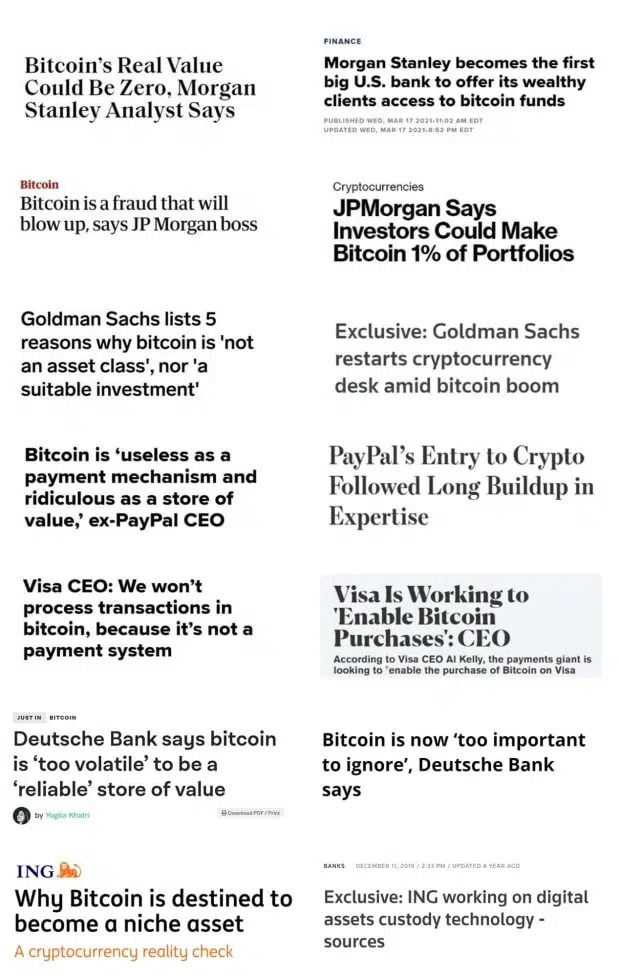 Bitcoin's Real Value
Could Be Zero, Morgan
Stanley Analyst Says
FINANCE
Morgan Stanley becomes the first
big U.S. bank to offer its wealthy
clients access to bitcoin funds
PUBLISHED WED, MAR 17 2021•11:02 AM EDT
UPDATED WED, MAR 17 2021•8:52 PM EDT
Bitcoin
Bitcoin is a fraud that will
blow up, says JP Morgan boss
Cryptocurrencies
JPMorgan Says
Investors Could Make
Bitcoin 1% of Portfolios
Goldman Sachs lists 5
reasons why bitcoin is 'not
an asset class', nor 'a
suitable investment'
Exclusive: Goldman Sachs
restarts cryptocurrency
desk amid bitcoin boom
Bitcoin is ‘useless as a
payment mechanism and
ridiculous as a store of
value,’ ex-PayPal CEO
PayPal’s Entry to Crypto
Followed Long Buildup in
Expertise
Visa CEO: We won’t
process transactions in
bitcoin, because it’s not a
payment system
Visa Is Working to
'Enable Bitcoin
Purchases': CEO
According to Visa CEO Al Kelly, the payments giant is
looking to "enable the purchase of Bitcoin on Visa
JUST IN BITCOIN
Deutsche Bank says bitcoin
is ‘too volatile’ to be a
‘reliable’ store of value
by Yogita Khatri
Download PDF / Print
Bitcoin is now ‘too important
to ignore’, Deutsche Bank
says
ING
Why Bitcoin is destined to
become a niche asset
A cryptocurrency reality check
BANKS DECEMBER 11, 2019 / 2:33 PM / UPDATED A YEAR AGO
Exclusive: ING working on digital
assets custody technology -
sources